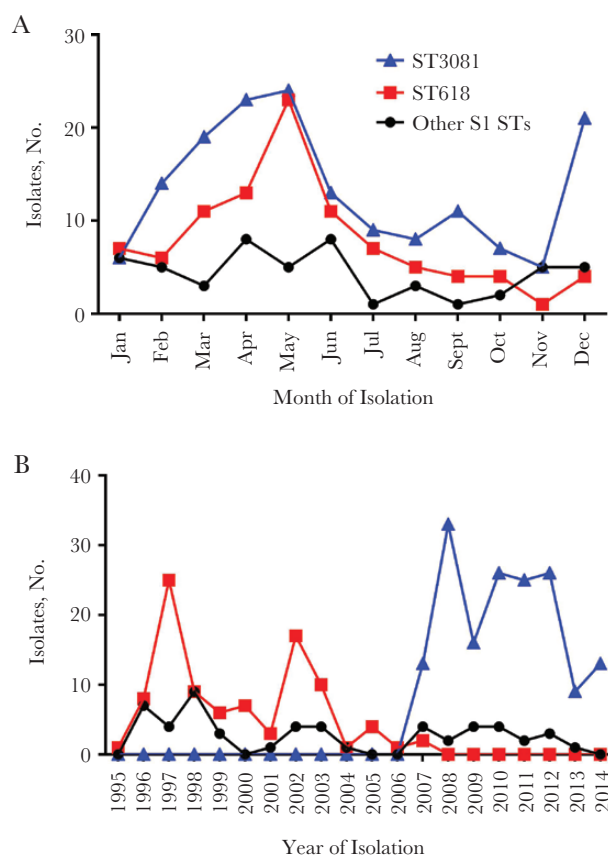 A
30
20
10
0
Isolates, No.
ST3081
ST618
Other S1 STs
Jan
Feb
Mar
Apr
May
Jun
Jul
Aug
Sept
Oct
Nov
Dec
Month of Isolation
B
40
30
20
10
0
Isolates, No.
1995
1996
1997
1998
1999
2000
2001
2002
2003
2004
2005
2006
2007
2008
2009
2010
2011
2012
2013
2014
Year of Isolation